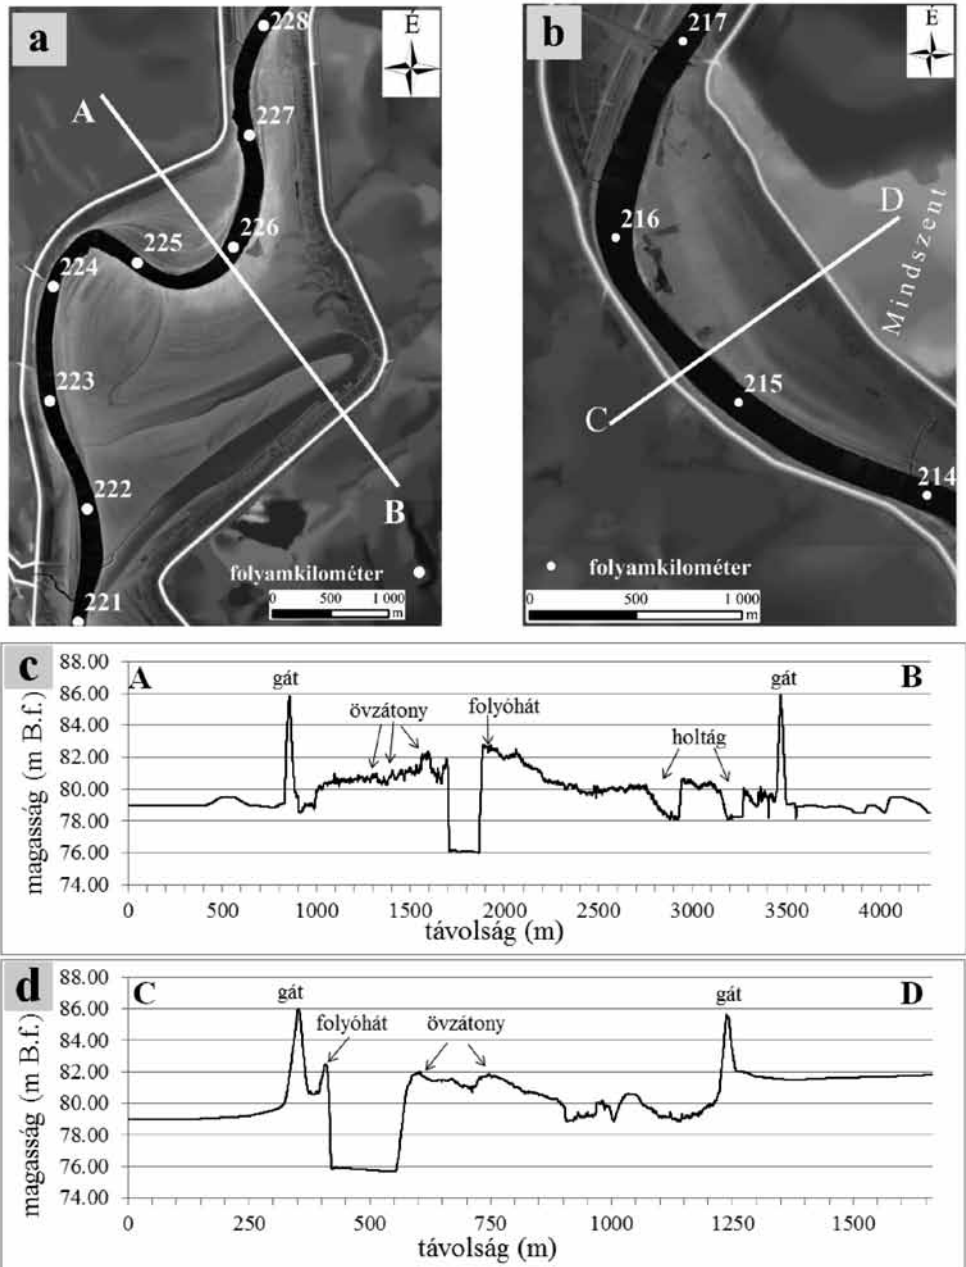 a
É
228
A
227
226
225
224
223
222
B
folyamkilométer
0 500 1 000
m
221
b
É
217
D
Mindszent
216
215
C
214
folyamkilométer
0 500 1 000
m
c
A
B
magasság (m B.f.)
88.00
86.00
84.00
82.00
80.00
78.00
76.00
74.00
gát
övzátony
folyóhát
holtág
gát
0 500 1000 1500 2000 2500 3000 3500 4000
távolság (m)
d
C
D
magasság (m B.f.)
88.00
86.00
84.00
82.00
80.00
78.00
76.00
74.00
gát
folyóhát
övzátony
gát
0 250 500 750 1000 1250 1500
távolság (m)